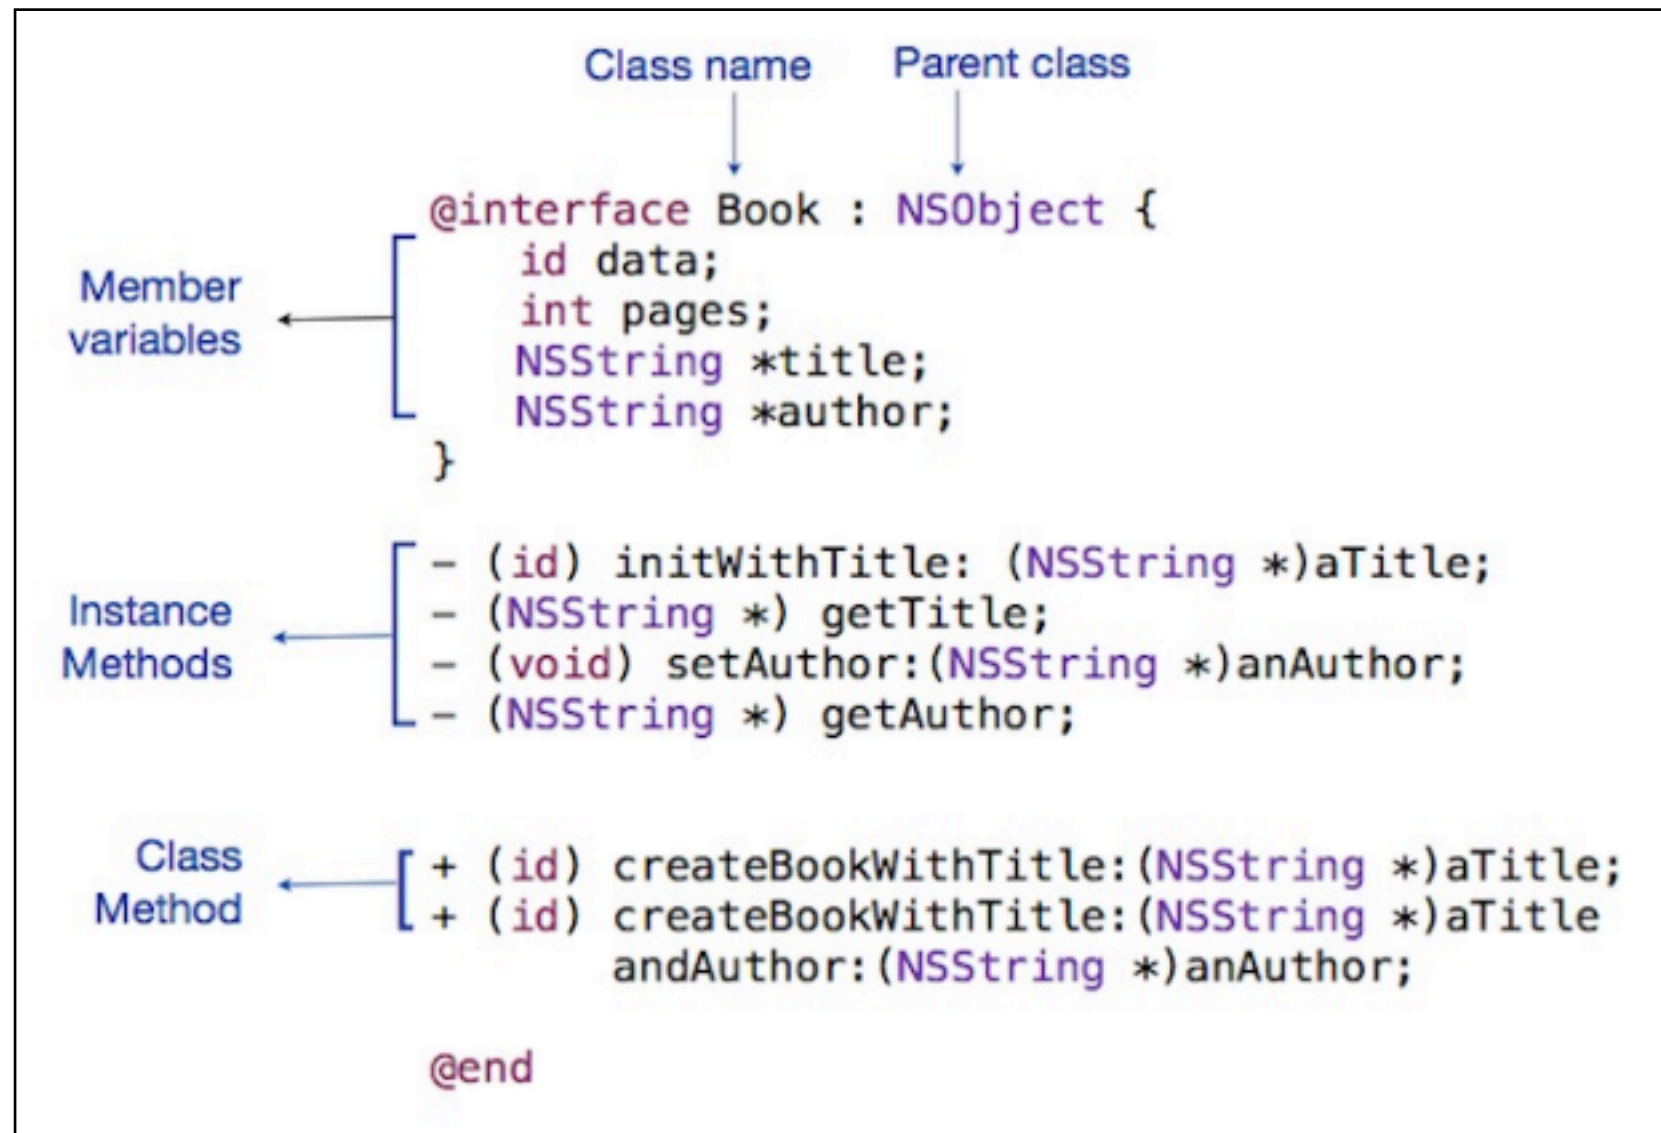 Class name Parent class
@interface Book : NSObject {
id data;
Member
variables
int pages;
NSString *title;
NSString *author;
}
- (id) initWithTitle: (NSString *)aTitle;
Instance
Methods
- (NSString *) getTitle;
- (void) setAuthor:(NSString *)anAuthor;
- (NSString *) getAuthor;
Class
Method
+ (id) createBookWithTitle:(NSString *)aTitle;
+ (id) createBookWithTitle:(NSString *)aTitle
andAuthor:(NSString *)anAuthor;
@end